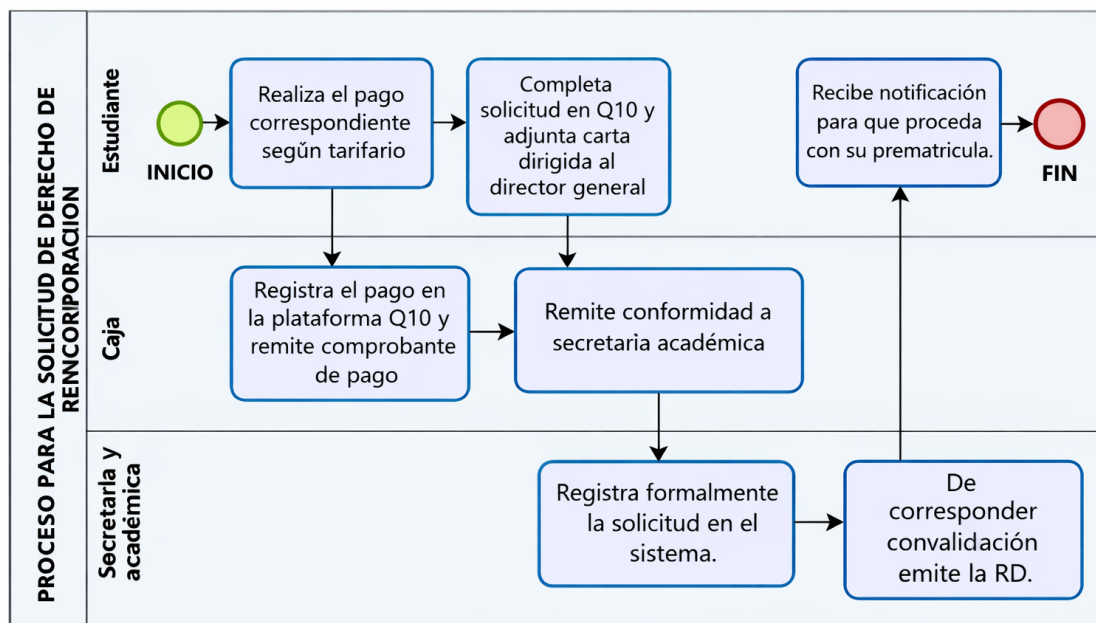 PROCESO PARA LA SOLICITUD DE DERECHO DE
RENNCORIPORACIION
Estudiante
INICIO
Realiza el pago
correspondiente
según tarifario
Completa
solicitud en Q10 y
adjunta carta
dirigida al
director general
Recibe notificación
para que proceda
con su prematricula.
FIN
Caja
Registra el pago en
la plataforma Q10 y
remite comprobante
de pago
Remite conformidad a
secretaria académica
Secretarla y
académica
Registra formalmente
la solicitud en el
sistema.
De
corresponder
convalidación
emite la RD.